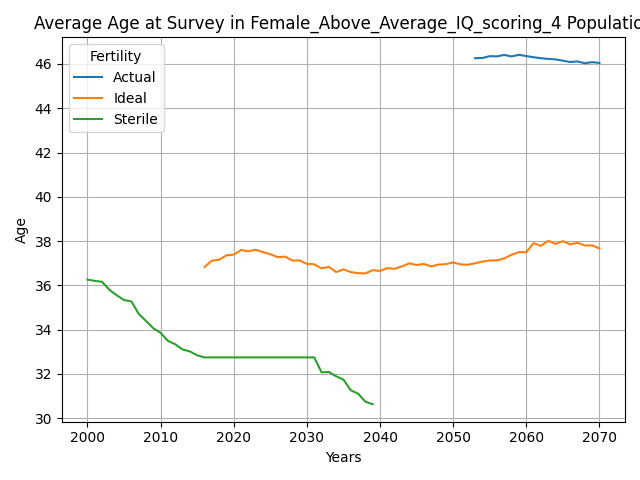 Average Age at Survey in Female_Above_Average_IQ_scoring_4 Populatio
Fertility
Actual
Ideal
Sterile
46
44
42
40
38
36
34
32
30
Age
2000 2010 2020 2030 2040 2050 2060 2070
Years